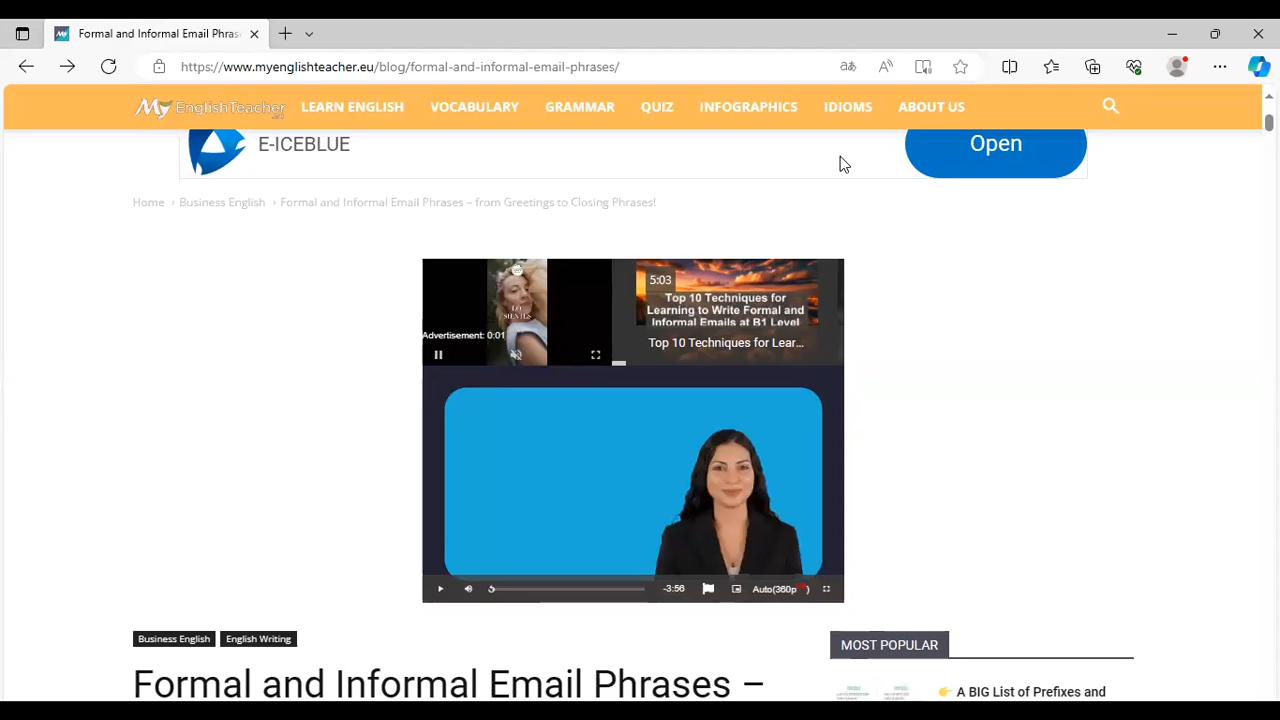 Formal and Informal Email Phras
https://www.myenglishteacher.eu/blog/formal-and-informal-email-phrases/
My EnglishTeacher LEARN ENGLISH VOCABULARY GRAMMAR QUIZ INFOGRAPHICS IDIOMS ABOUT US
E-ICEBLUE Open
Home › Business English › Formal and Informal Email Phrases – from Greetings to Closing Phrases!
5:03
Top 10 Techniques for
Learning to Write Formal and
Informal Emails at B1 Level
Advertisement: 0:01
Top 10 Techniques for Lear...
-3:56 Auto(360p)
Business English English Writing
MOST POPULAR
Formal and Informal Email Phrases –
👉 A BIG List of Prefixes and